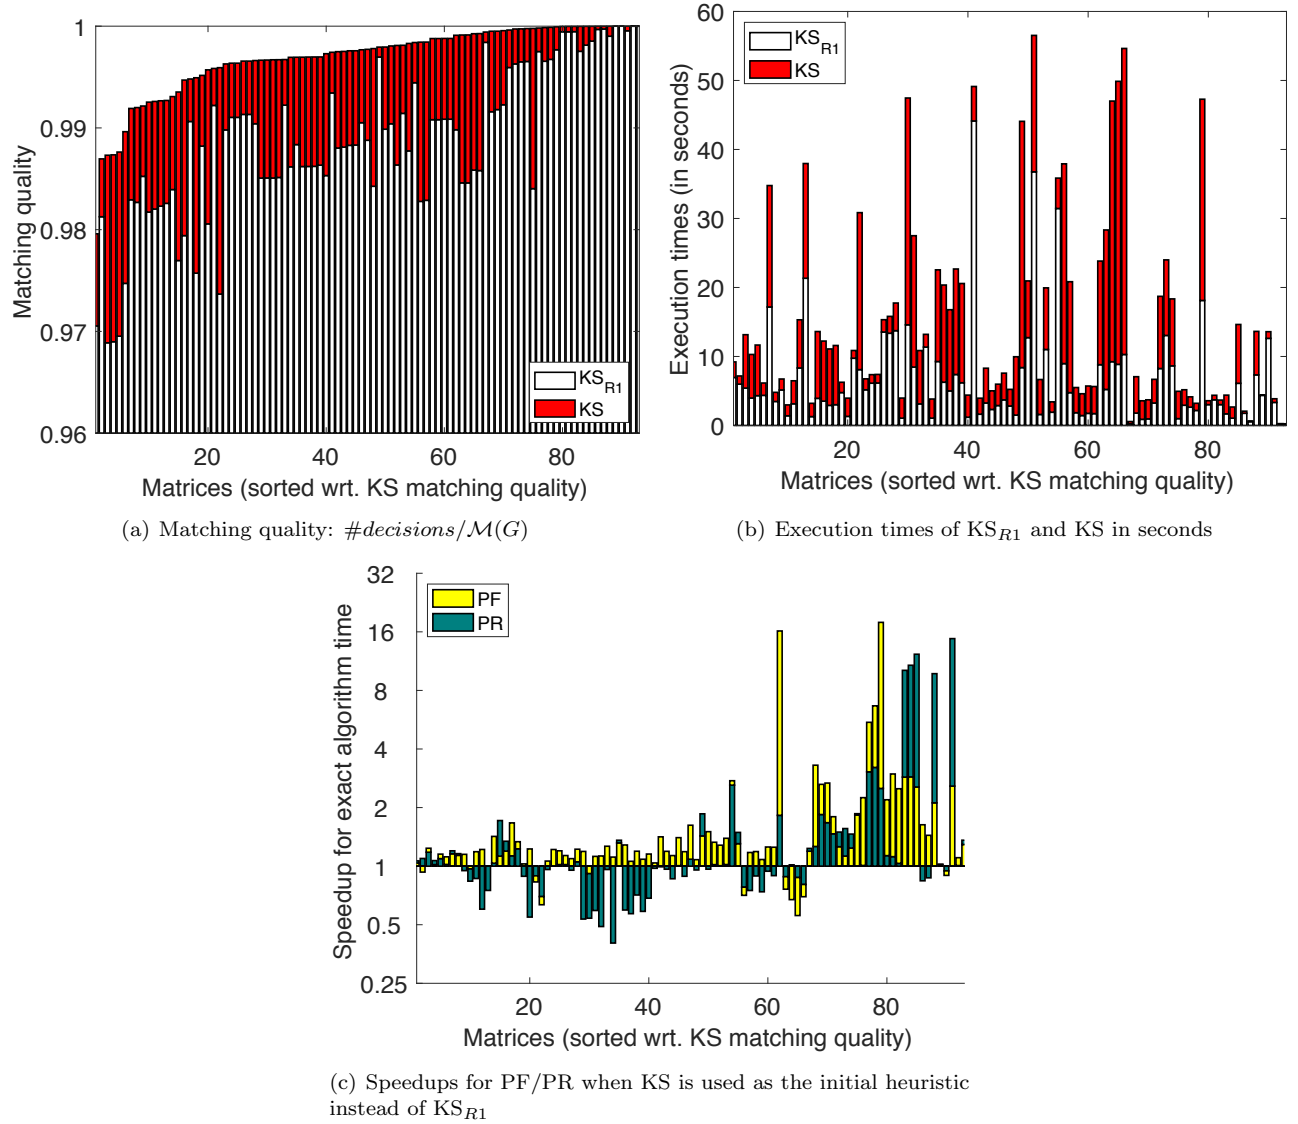 1
0.99
0.98
0.97
0.96
Matching quality
KS_R1
KS
20
40
60
80
Matrices (sorted wrt. KS matching quality)
(a) Matching quality: #decisions/M(G)
60
50
40
30
20
10
0
Execution times (in seconds)
KS_R1
KS
20
40
60
80
Matrices (sorted wrt. KS matching quality)
(b) Execution times of KS_R1 and KS in seconds
32
16
8
4
2
1
0.5
0.25
Speedup for exact algorithm time
PF
PR
20
40
60
80
Matrices (sorted wrt. KS matching quality)
(c) Speedups for PF/PR when KS is used as the initial heuristic
instead of KS_R1